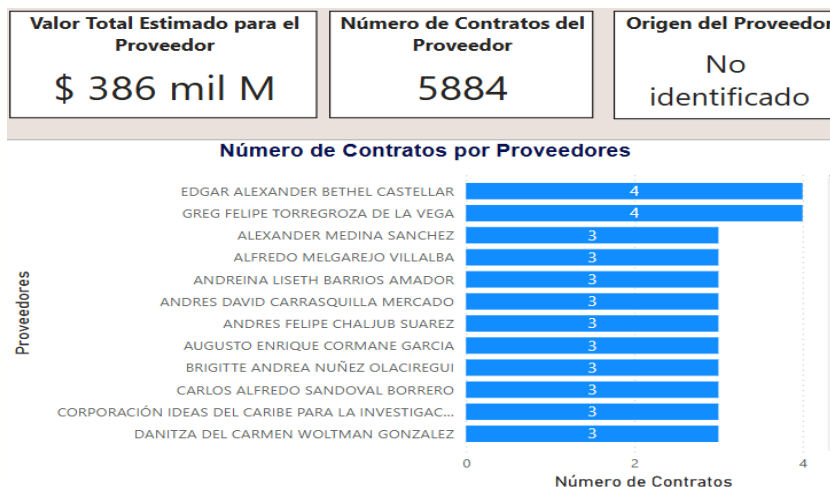 Valor Total Estimado para el
Proveedor
$ 386 mil M
Número de Contratos del
Proveedor
5884
Origen del Proveedor
No
identificado
Número de Contratos por Proveedores
Proveedores
EDGAR ALEXANDER BETHEL CASTELLAR 4
GREG FELIPE TORREGROZA DE LA VEGA 4
ALEXANDER MEDINA SANCHEZ 3
ALFREDO MELGAREJO VILLALBA 3
ANDREINA LISETH BARRIOS AMADOR 3
ANDRES DAVID CARRASQUILLA MERCADO 3
ANDRES FELIPE CHALJUB SUAREZ 3
AUGUSTO ENRIQUE CORMANE GARCIA 3
BRIGITTE ANDREA NUÑEZ OLACIREGUI 3
CARLOS ALFREDO SANDOVAL BORRERO 3
CORPORACIÓN IDEAS DEL CARIBE PARA LA INVESTIGAC... 3
DANITZA DEL CARMEN WOLTMAN GONZALEZ 3
0 2 4
Número de Contratos